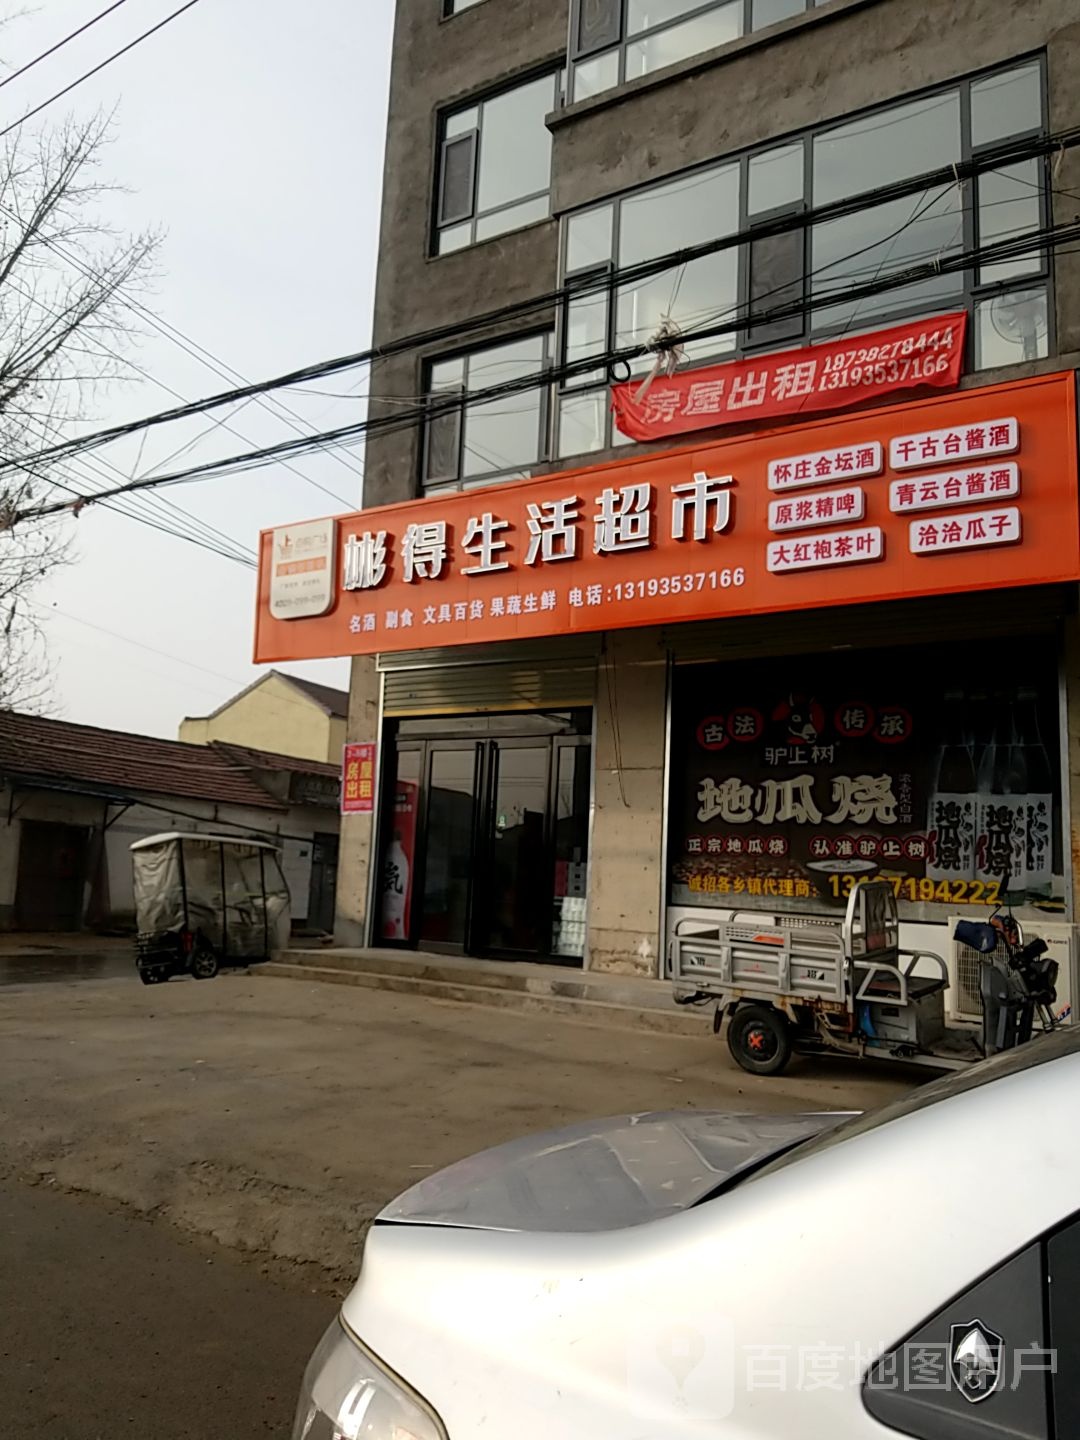 房屋出租 18738278444
13193537166
彬得生活超市
名酒 副食 文具百货 果蔬生鲜 电话:13193537166
怀庄金坛酒
千古台酱酒
原浆精啤
青云台酱酒
大红袍茶叶
洽洽瓜子
4009-099-099
房屋
出租
古法 传承
驴上树
地瓜烧
正宗地瓜烧 认准驴上树
诚招各乡镇代理商:
地瓜烧
地瓜烧
百度地图用户